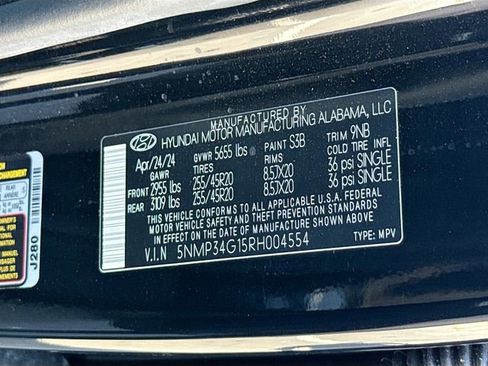 MANUFACTURED BY
HYUNDAI MOTOR MANUFACTURING ALABAMA, LLC
Apr/24/24 GVWR 5655 lbs PAINT S3B TRIM 9NB
GAWR TIRES RIMS COLD TIRE INFL
FRONT 2955 lbs 255/45R20 8.5JX20 36 psi SINGLE
REAR 3109 lbs 255/45R20 8.5JX20 36 psi SINGLE
THIS VEHICLE CONFORMS TO ALL APPLICABLE U.S.A. FEDERAL
MOTOR VEHICLE SAFETY, BUMPER, AND THEFT PREVENTION
STANDARDS IN EFFECT ON THE DATE OF MANUFACTURE SHOWN ABOVE.
V.I.N 5NMP34G15RH004554
TYPE: MPV
REAR
ARRIÈRE
J280